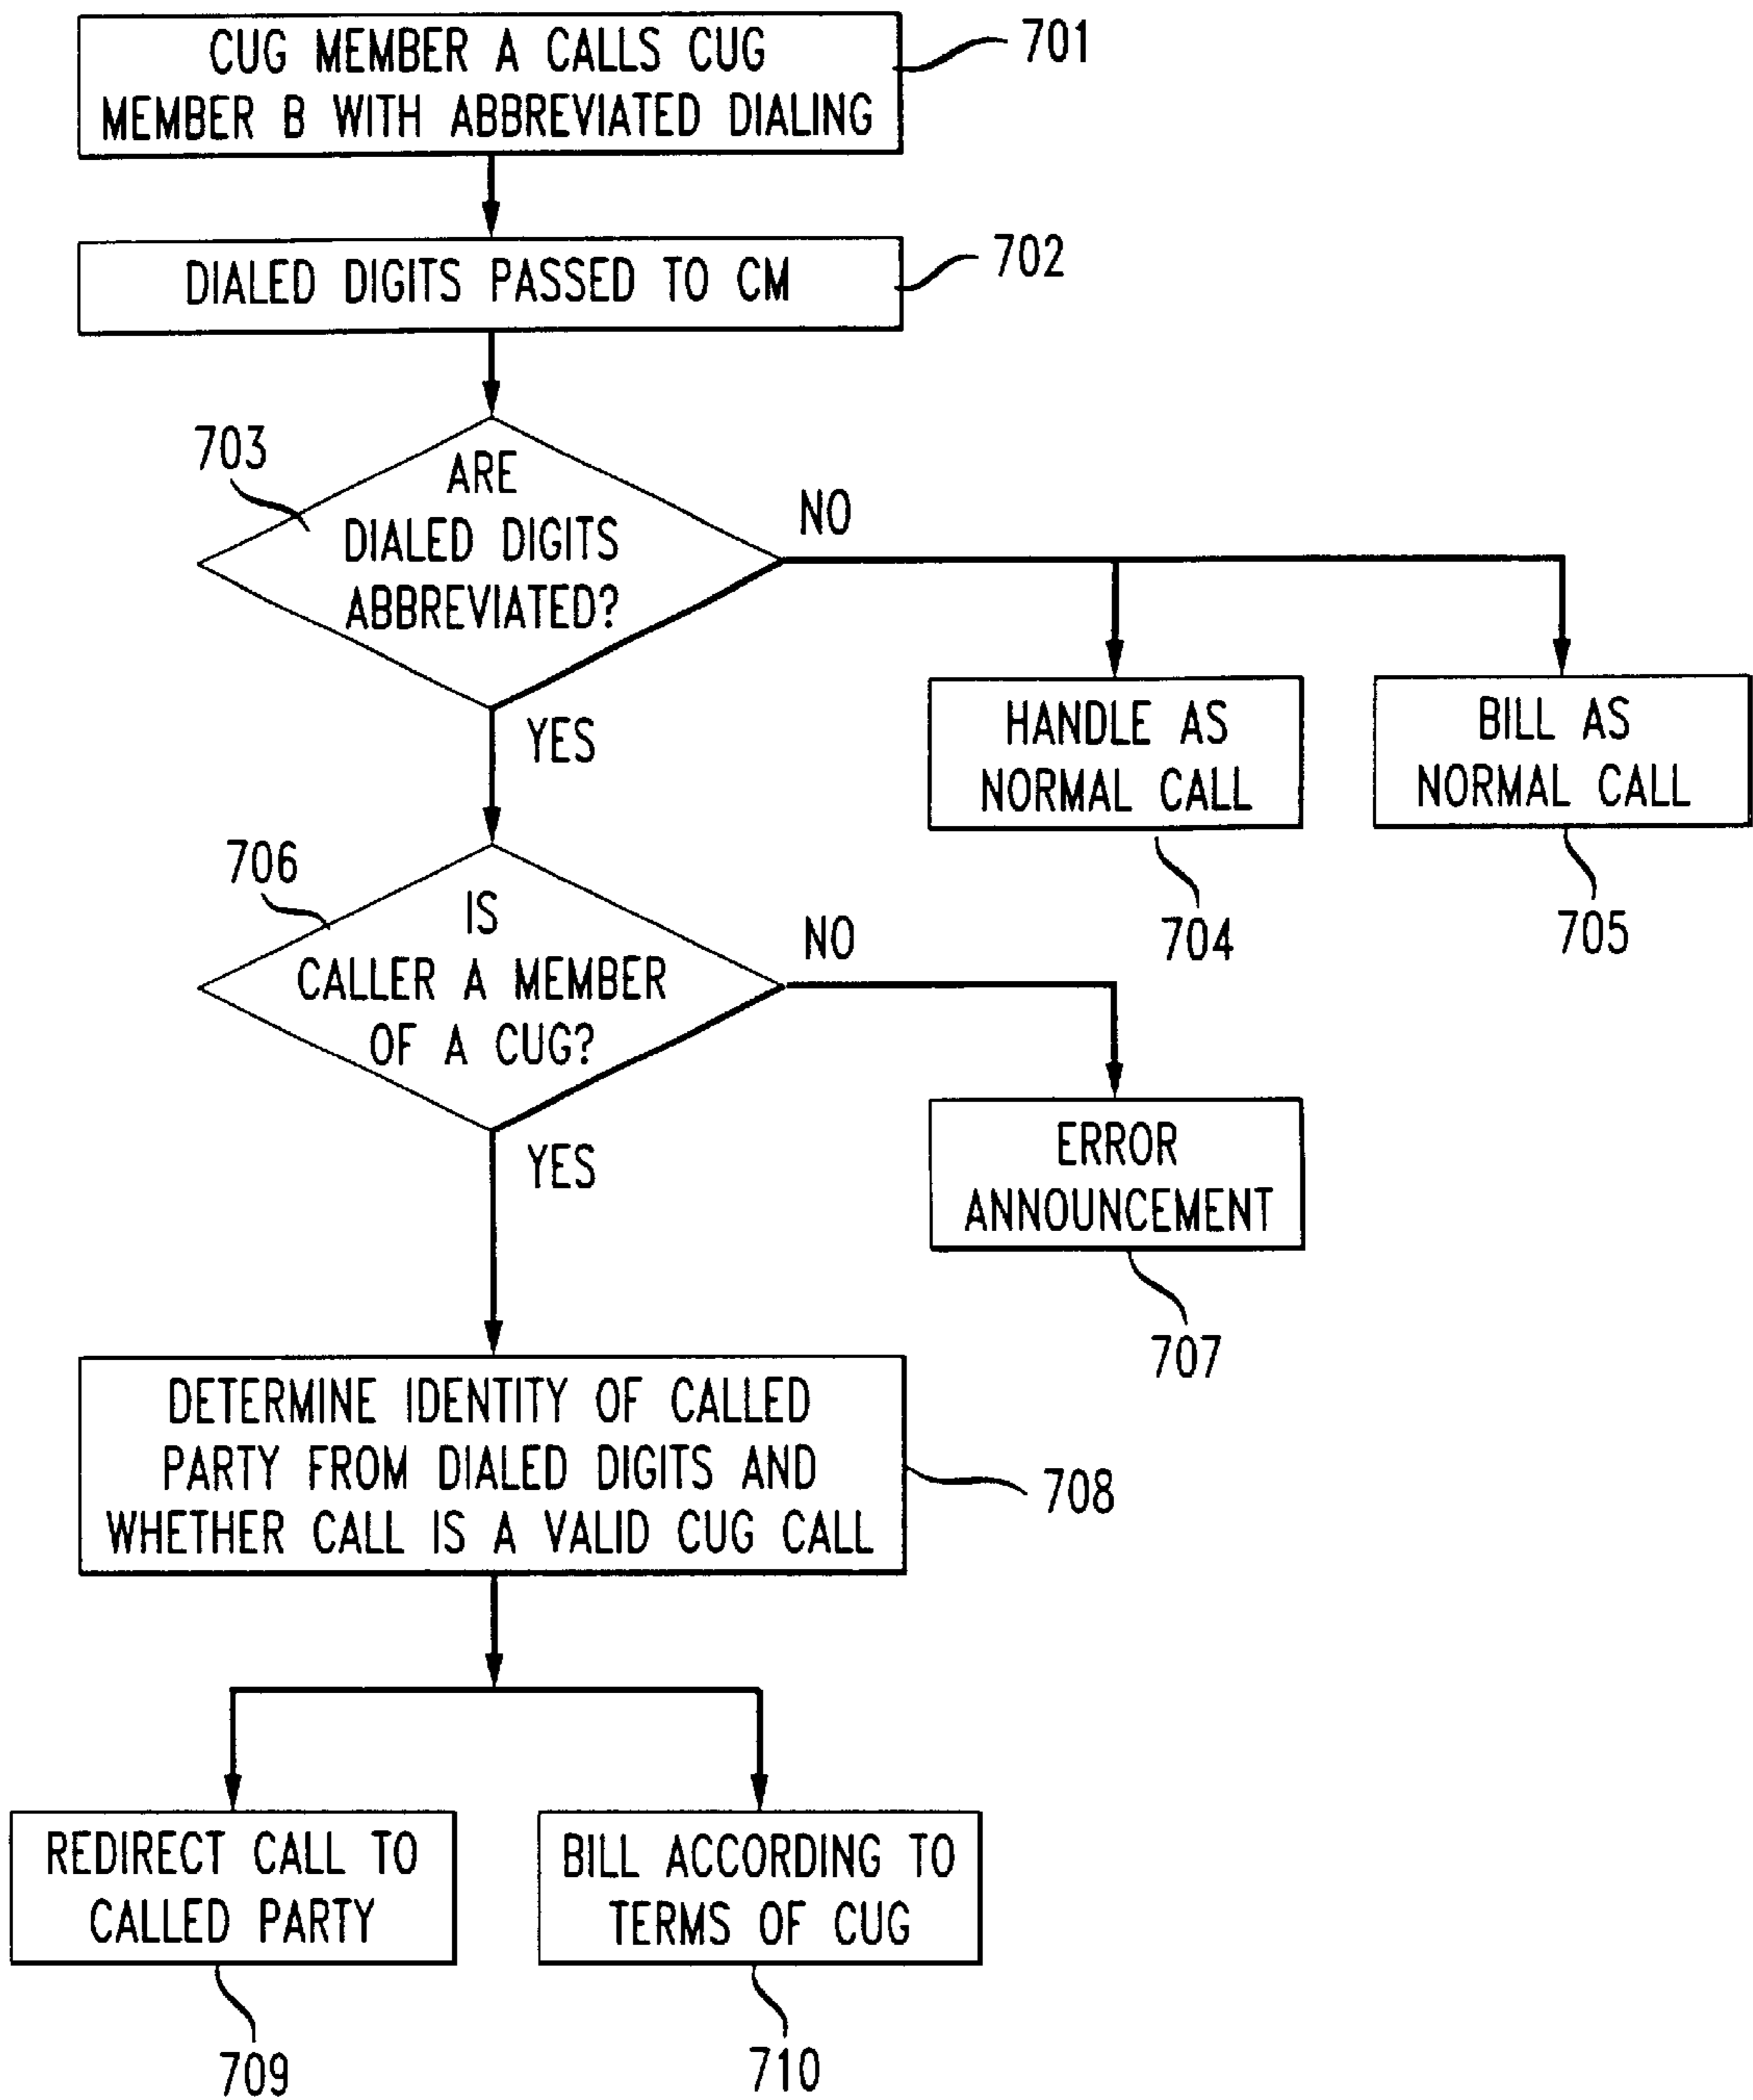 CUG MEMBER A CALLS CUG
MEMBER B WITH ABBREVIATED DIALING
701
DIALED DIGITS PASSED TO CM
702
703
ARE
DIALED DIGITS
ABBREVIATED?
NO
YES
HANDLE AS
NORMAL CALL
704
BILL AS
NORMAL CALL
705
706
IS
CALLER A MEMBER
OF A CUG?
NO
YES
ERROR
ANNOUNCEMENT
707
DETERMINE IDENTITY OF CALLED
PARTY FROM DIALED DIGITS AND
WHETHER CALL IS A VALID CUG CALL
708
REDIRECT CALL TO
CALLED PARTY
709
BILL ACCORDING TO
TERMS OF CUG
710